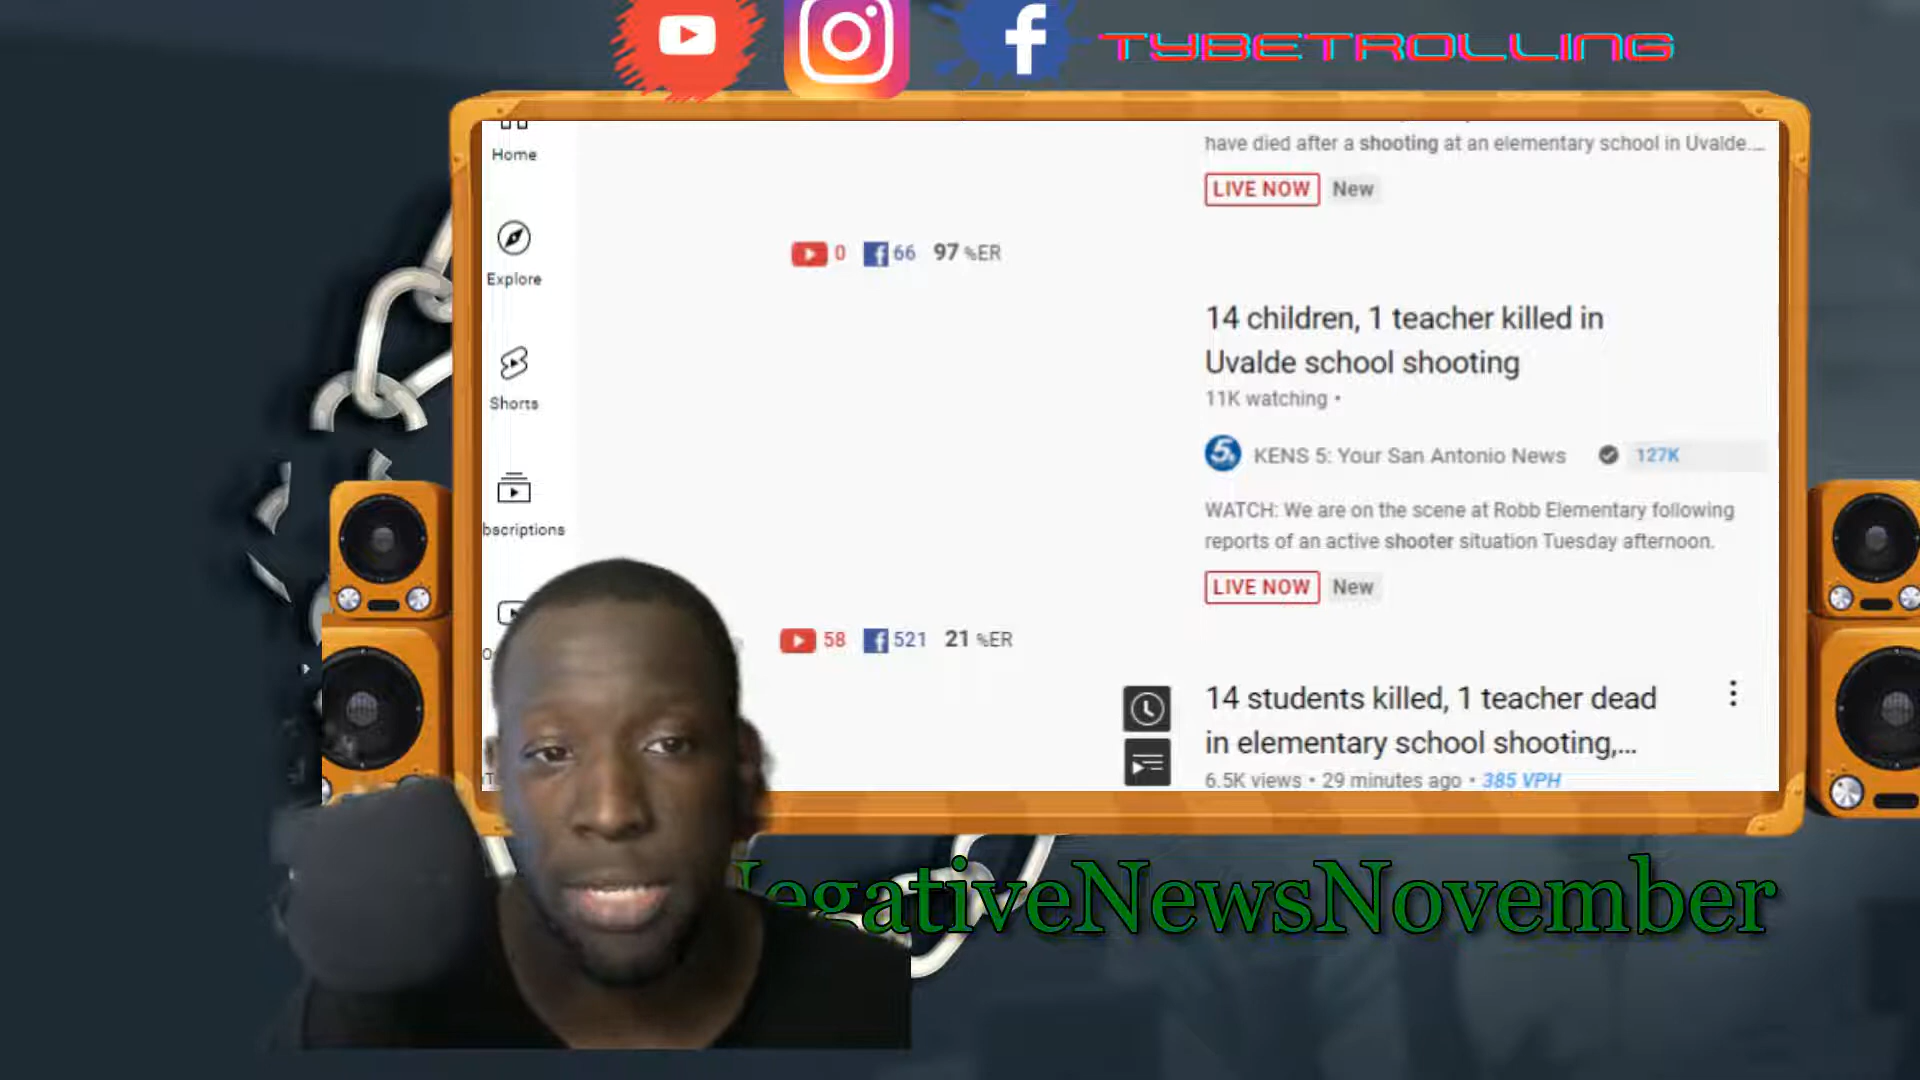 TYBETROLLING
Home
Explore
Shorts
bscriptions
have died after a shooting at an elementary school in Uvalde....
LIVE NOW New
0 66 97 %ER
14 children, 1 teacher killed in
Uvalde school shooting
11K watching •
5 KENS 5: Your San Antonio News 127K
WATCH: We are on the scene at Robb Elementary following
reports of an active shooter situation Tuesday afternoon.
LIVE NOW New
58 521 21 %ER
14 students killed, 1 teacher dead
in elementary school shooting,...
6.5K views • 29 minutes ago • 385 VPH
egativeNewsNovember